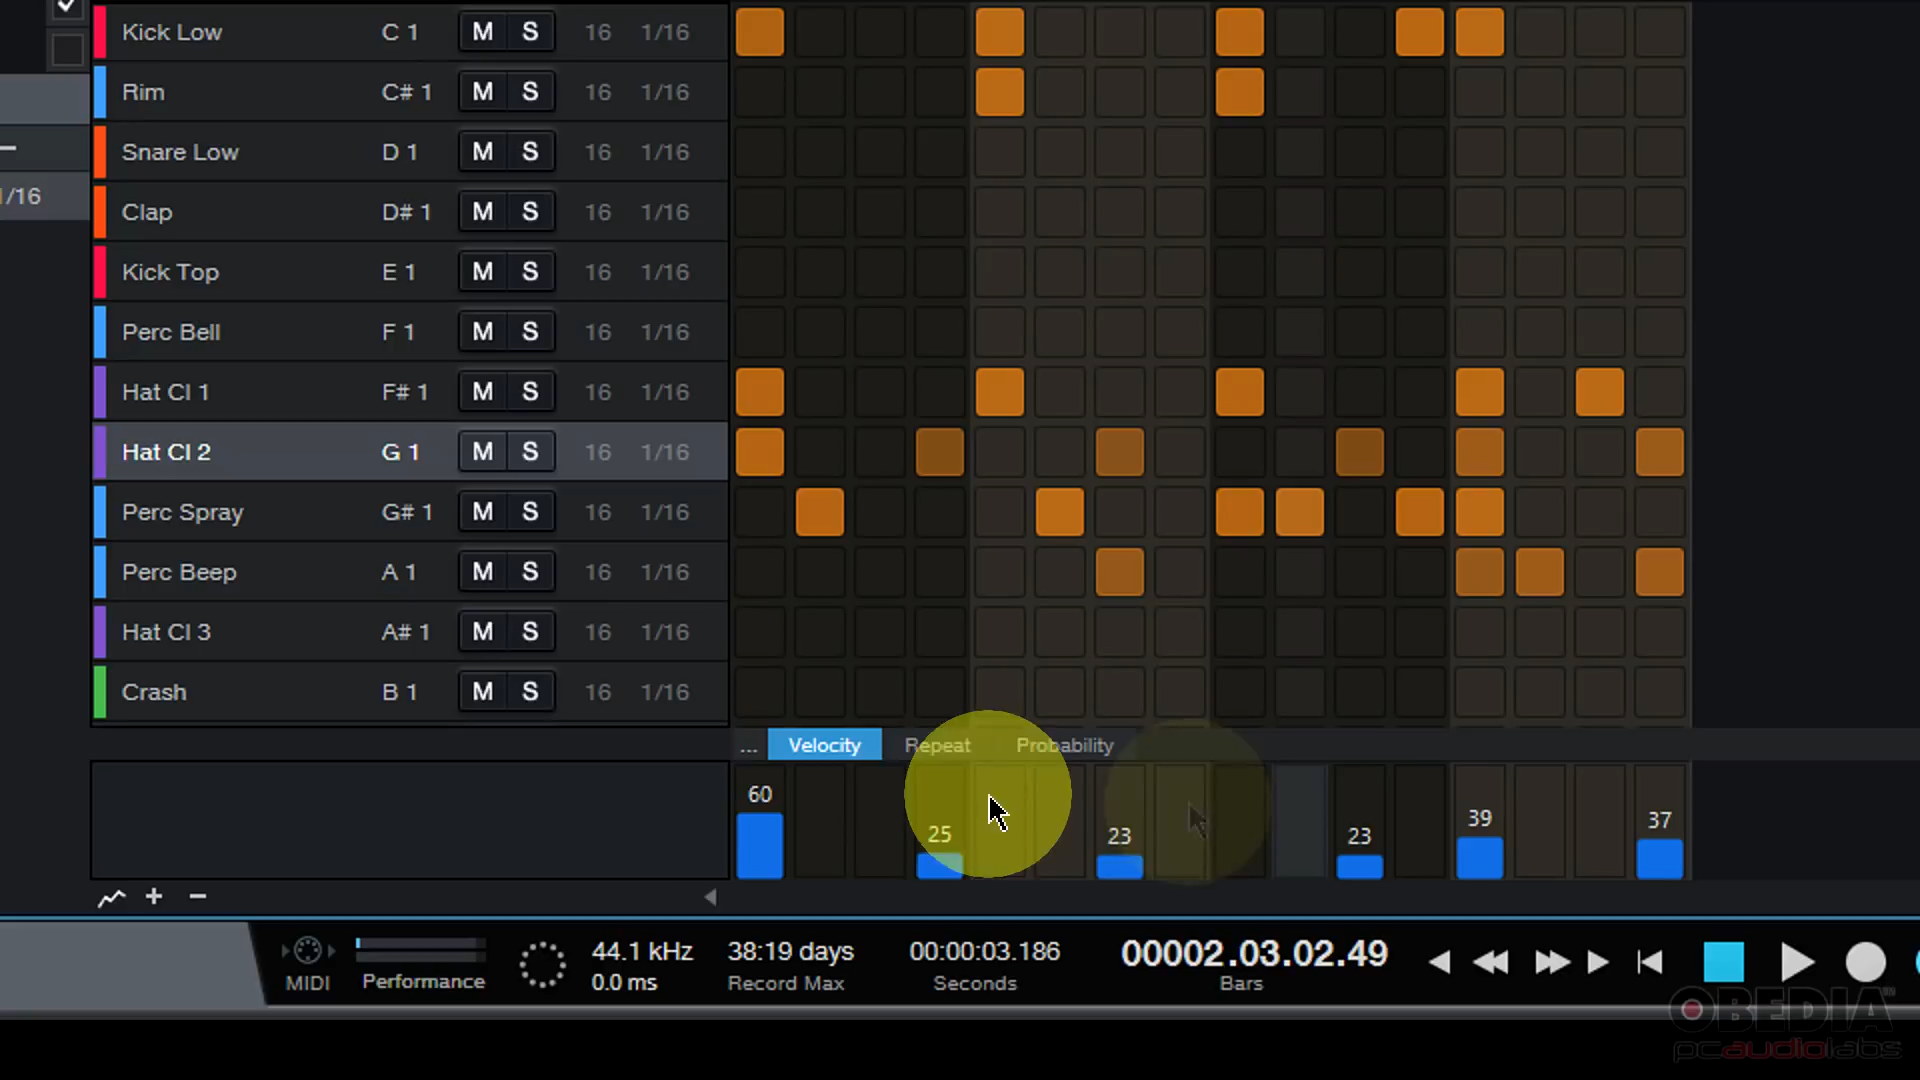 Kick Low C 1 M S 16 1/16
Rim C# 1 M S 16 1/16
Snare Low D 1 M S 16 1/16
1/16
Clap D# 1 M S 16 1/16
Kick Top E 1 M S 16 1/16
Perc Bell F 1 M S 16 1/16
Hat Cl 1 F# 1 M S 16 1/16
Hat Cl 2 G 1 M S 16 1/16
Perc Spray G# 1 M S 16 1/16
Perc Beep A 1 M S 16 1/16
Hat Cl 3 A# 1 M S 16 1/16
Crash B 1 M S 16 1/16
... Velocity Repeat Probability
60 25 23 23 39 37
44.1 kHz 38:19 days 00:00:03.186 00002.03.02.49
MIDI Performance 0.0 ms Record Max Seconds Bars
OBEDIA
pcaudiolabs